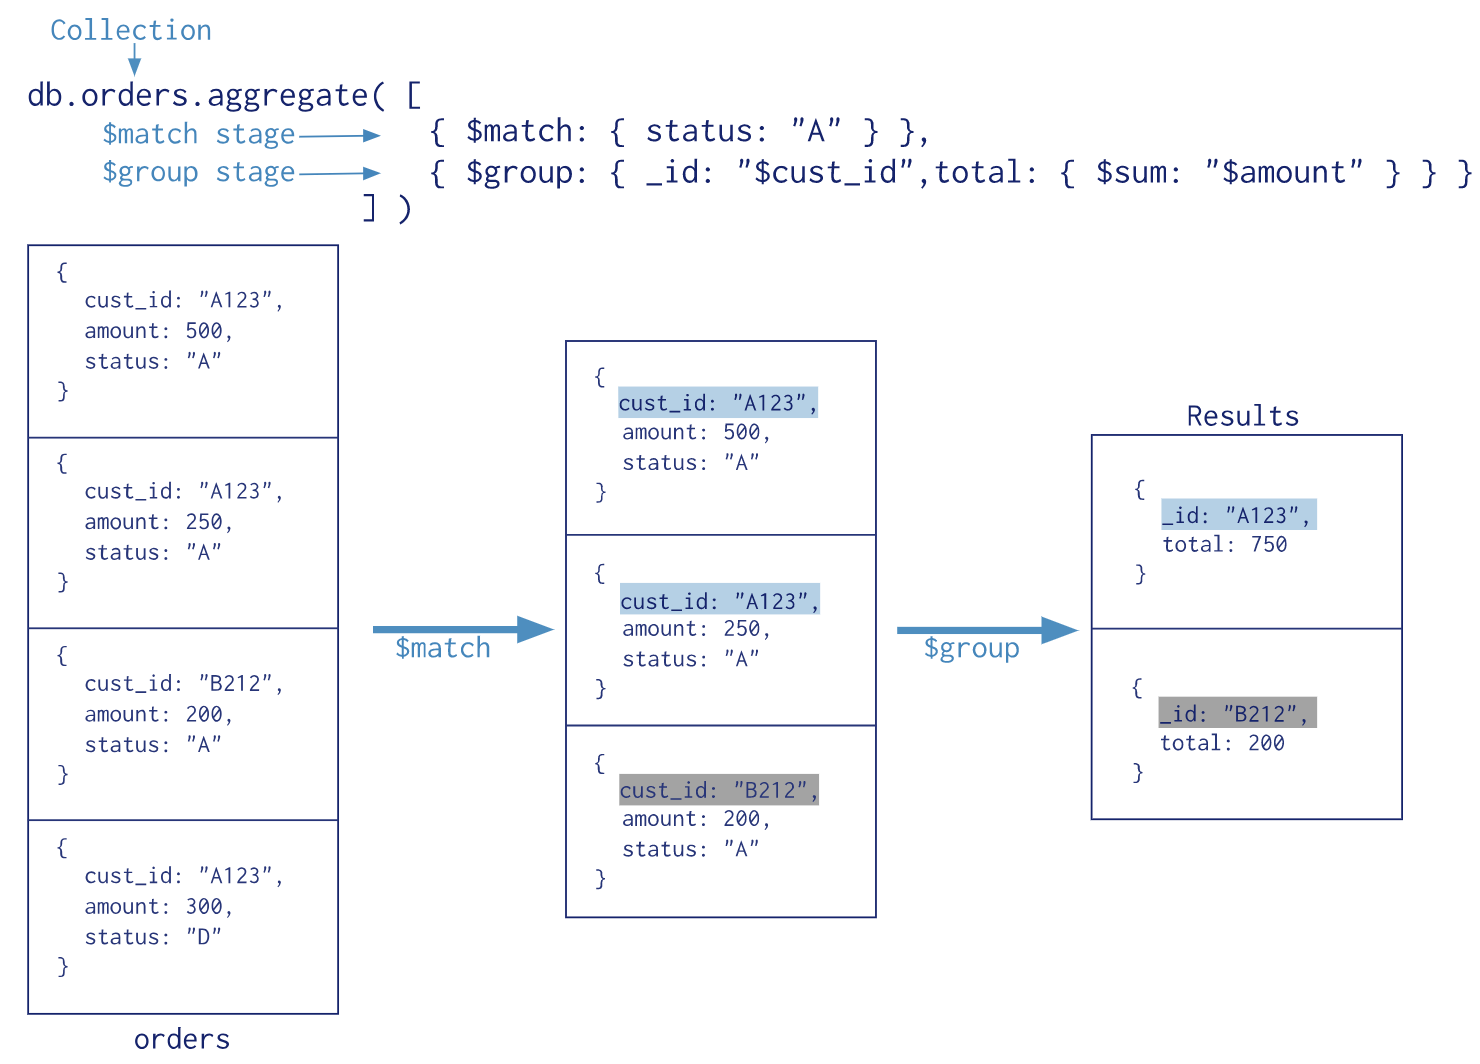 Collection
db.orders.aggregate( [
$match stage
{ $match: { status: "A" } },
$group stage
{ $group: { _id: "$cust_id",total: { $sum: "$amount" } } }
] )
{
cust_id: "A123",
amount: 500,
status: "A"
}
{
cust_id: "A123",
amount: 250,
status: "A"
}
{
cust_id: "B212",
amount: 200,
status: "A"
}
{
cust_id: "A123",
amount: 300,
status: "D"
}
orders
$match
{
cust_id: "A123",
amount: 500,
status: "A"
}
{
cust_id: "A123",
amount: 250,
status: "A"
}
{
cust_id: "B212",
amount: 200,
status: "A"
}
$group
Results
{
_id: "A123",
total: 750
}
{
_id: "B212",
total: 200
}